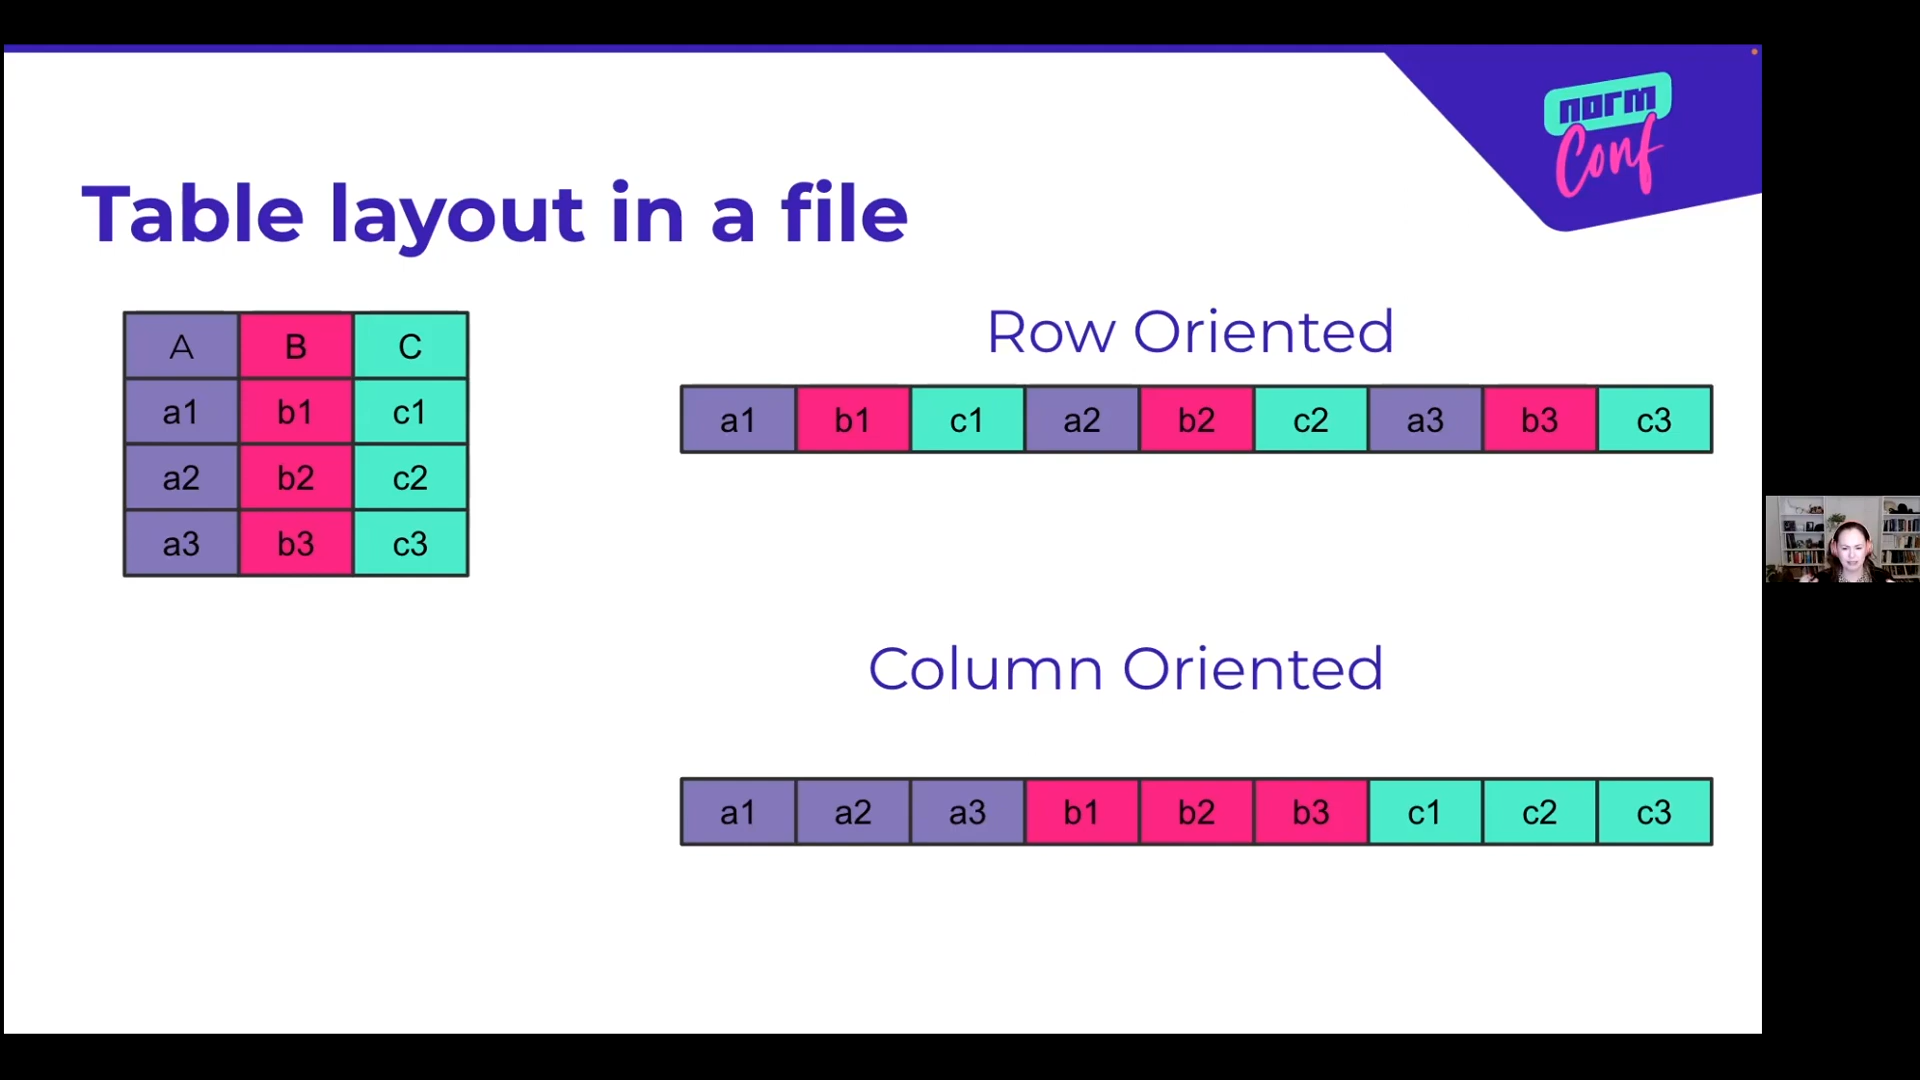 norm
Conf
Table layout in a file
A B C
a1 b1 c1
a2 b2 c2
a3 b3 c3
Row Oriented
a1 b1 c1 a2 b2 c2 a3 b3 c3
Column Oriented
a1 a2 a3 b1 b2 b3 c1 c2 c3